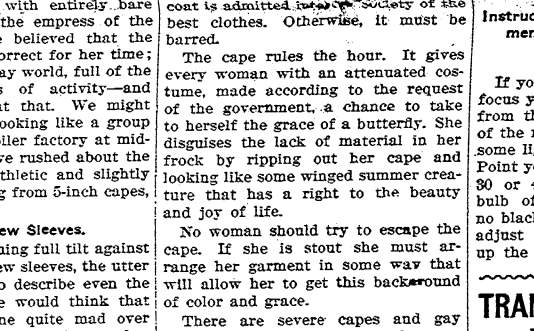 with entirely bare
the empress of the
believed that the
orrect for her time;
ay world, full of the
s of activity—and
at that. We might
ooking like a group
ller factory at mid-
ve rushed about the
thletic and slightly
g from 5-inch capes,
ew Sleeves.
ning full tilt against
ew sleeves, the utter
o describe even the
e would think that
ne quite mad over
coat is admitted society of the
best clothes. Otherwise, it must be
barred.
The cape rules the hour. It gives
every woman with an attenuated cos-
tume, made according to the request
of the government, a chance to take
to herself the grace of a butterfly. She
disguises the lack of material in her
frock by ripping out her cape and
looking like some winged summer crea-
ture that has a right to the beauty
and joy of life.
No woman should try to escape the
cape. If she is stout she must ar-
range her garment in some way that
will allow her to get this background
of color and grace.
There are severe capes and gay
Instruc
men
If yo
focus y
from th
of the r
some lig
Point yo
30 or 4
bulb of
no black
adjust
up the
TRAN